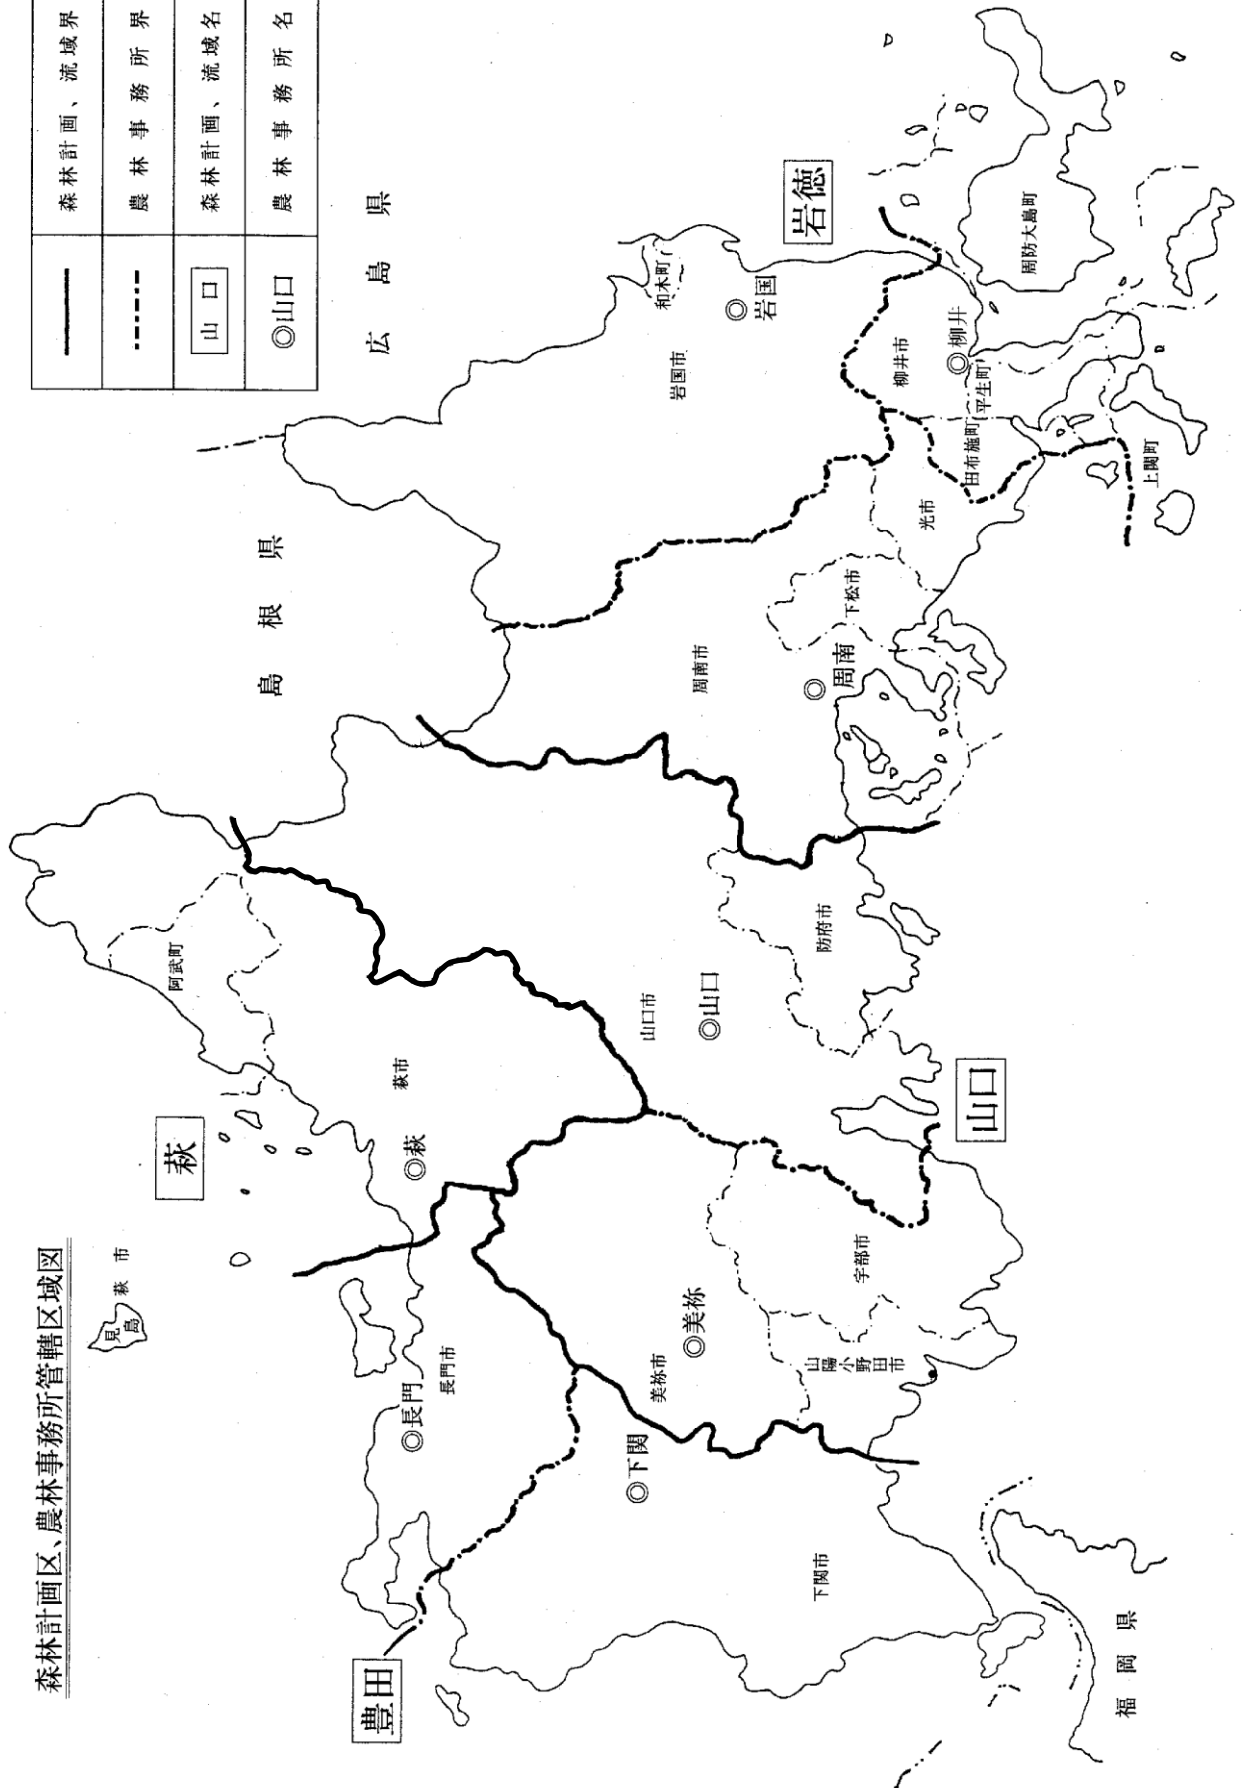 森林計画区、農林事務所管轄区域図
森林計画、流域界
農林事務所界
山口
森林計画、流域名
◎山口
農林事務所名
見島
萩市
萩
阿武町
萩市
◎萩
島根県
広島県
豊田
長門市
◎長門
美祢市
◎美祢
◎下関
下関市
山陽小野田市
宇部市
山口市
◎山口
山口
防府市
周南市
◎周南
下松市
光市
岩国市
和木町
◎岩国
岩徳
柳井市
◎柳井
田布施町
平生町
上関町
周防大島町
福岡県